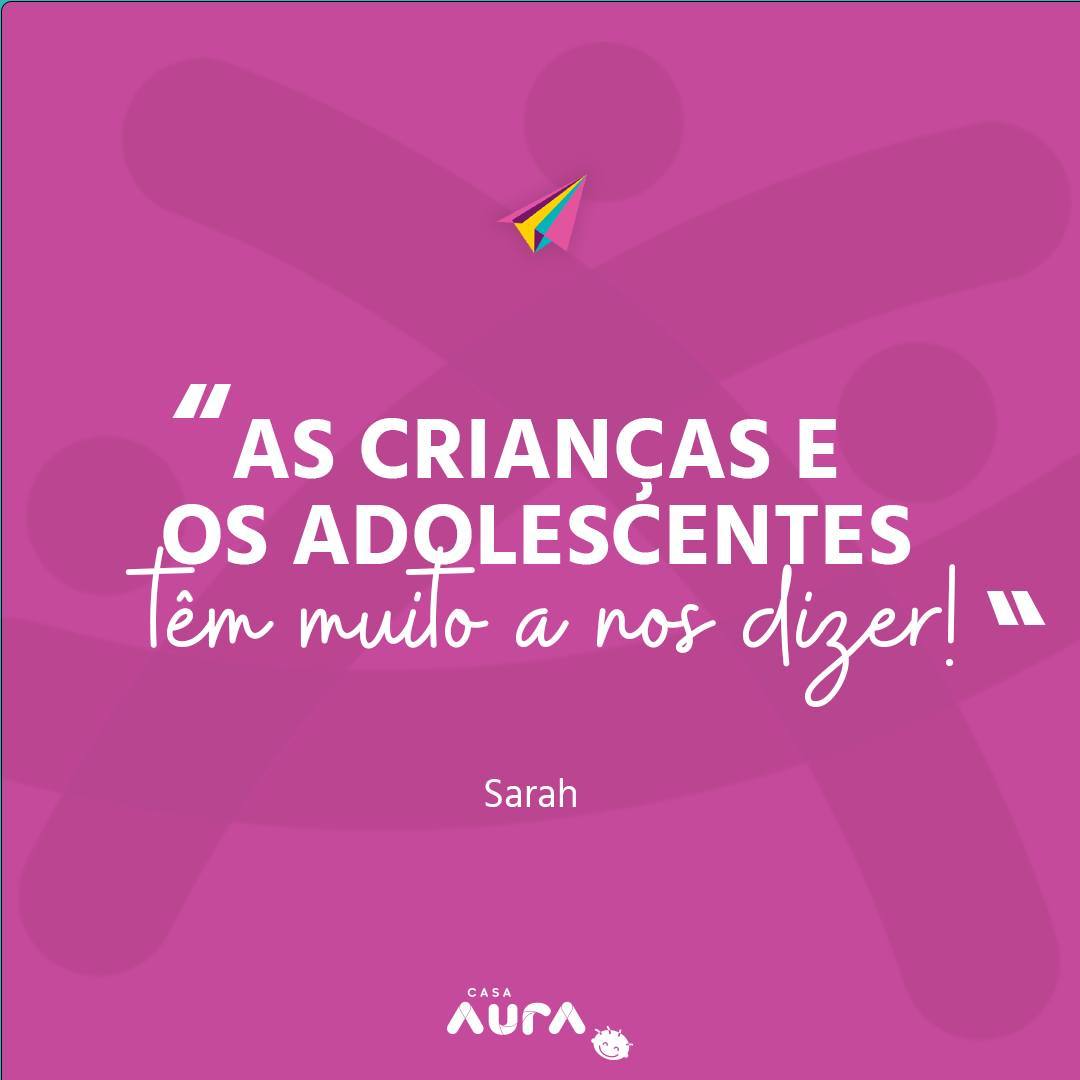 “AS CRIANÇAS E
OS ADOLESCENTES
têm muito a nos dizer! "
Sarah
CASA
AURA